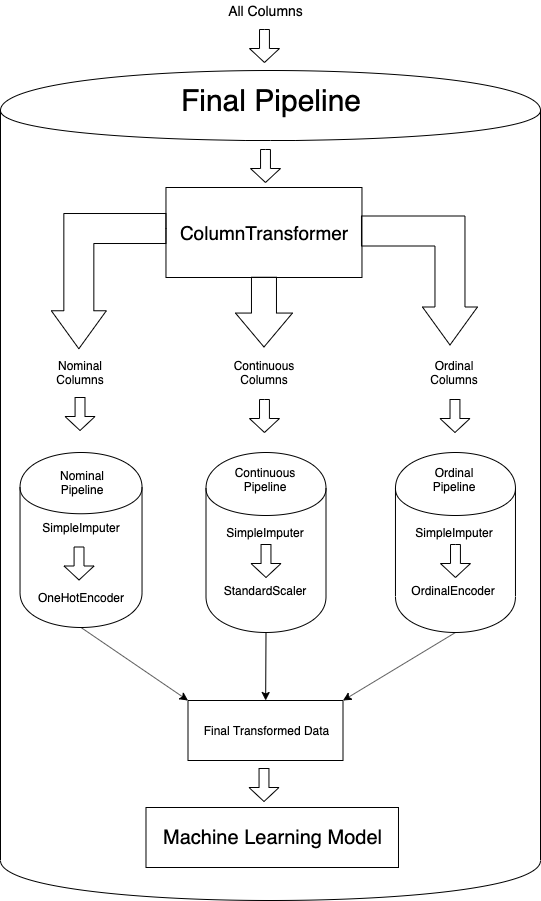 All Columns
Final Pipeline
ColumnTransformer
Nominal
Columns
Continuous
Columns
Ordinal
Columns
Nominal
Pipeline
SimpleImputer
OneHotEncoder
Continuous
Pipeline
SimpleImputer
StandardScaler
Ordinal
Pipeline
SimpleImputer
OrdinalEncoder
Final Transformed Data
Machine Learning Model